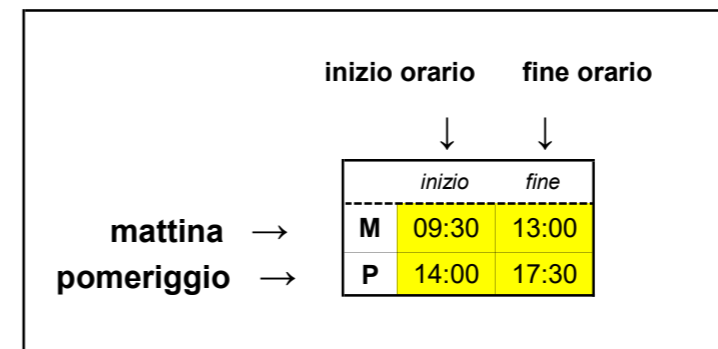 inizio orario fine orario
↓ ↓
inizio fine
mattina → M 09:30 13:00
pomeriggio → P 14:00 17:30